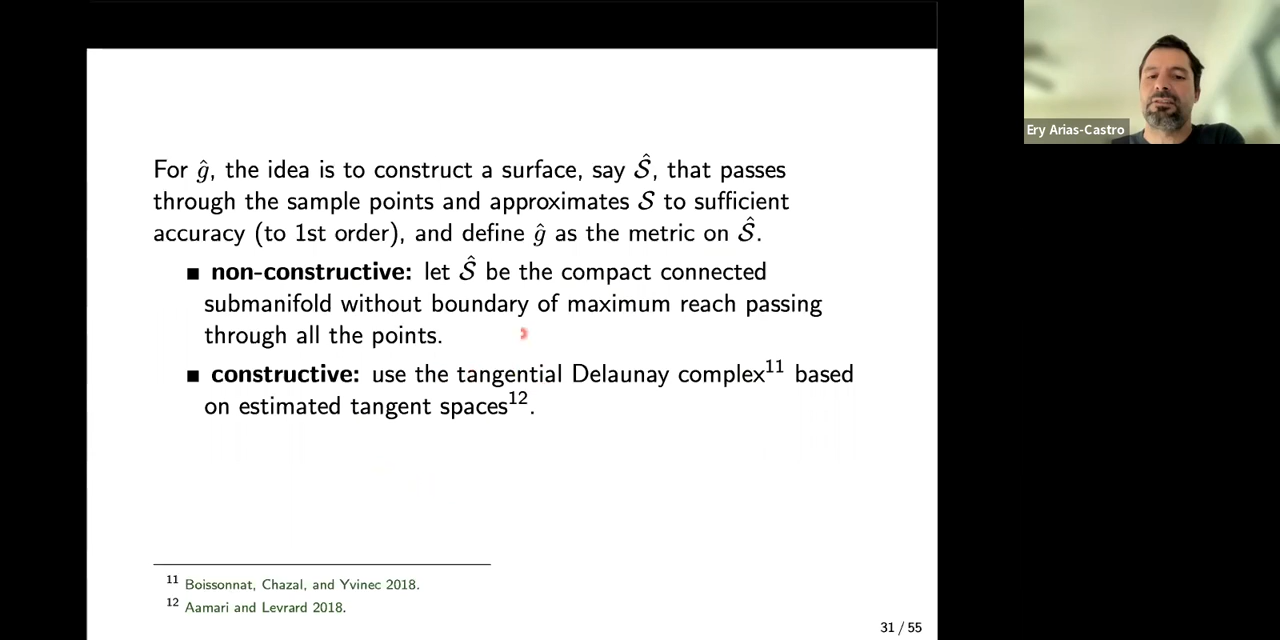 For ĝ, the idea is to construct a surface, say 𝒮̂, that passes
through the sample points and approximates 𝒮 to sufficient
accuracy (to 1st order), and define ĝ as the metric on 𝒮̂.
■ non-constructive: let 𝒮̂ be the compact connected
submanifold without boundary of maximum reach passing
through all the points.
■ constructive: use the tangential Delaunay complex¹¹ based
on estimated tangent spaces¹².
¹¹ Boissonnat, Chazal, and Yvinec 2018.
¹² Aamari and Levrard 2018.
31 / 55
Ery Arias-Castro